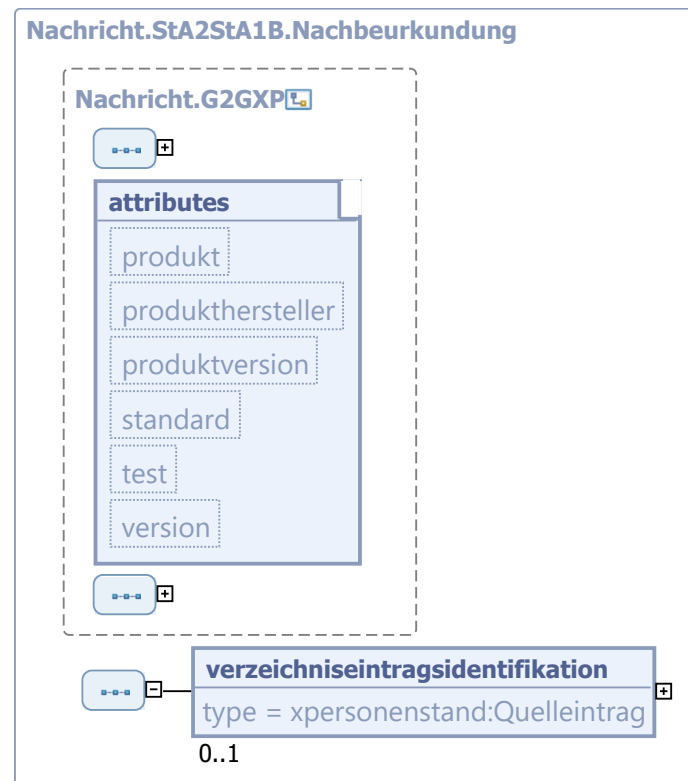 Nachricht.StA2StA1B.Nachbeurkundung
Nachricht.G2GXP
attributes
produkt
produkthersteller
produktversion
standard
test
version
verzeichniseintragsidentifikation
type = xpersonenstand:Quelleintrag
0..1